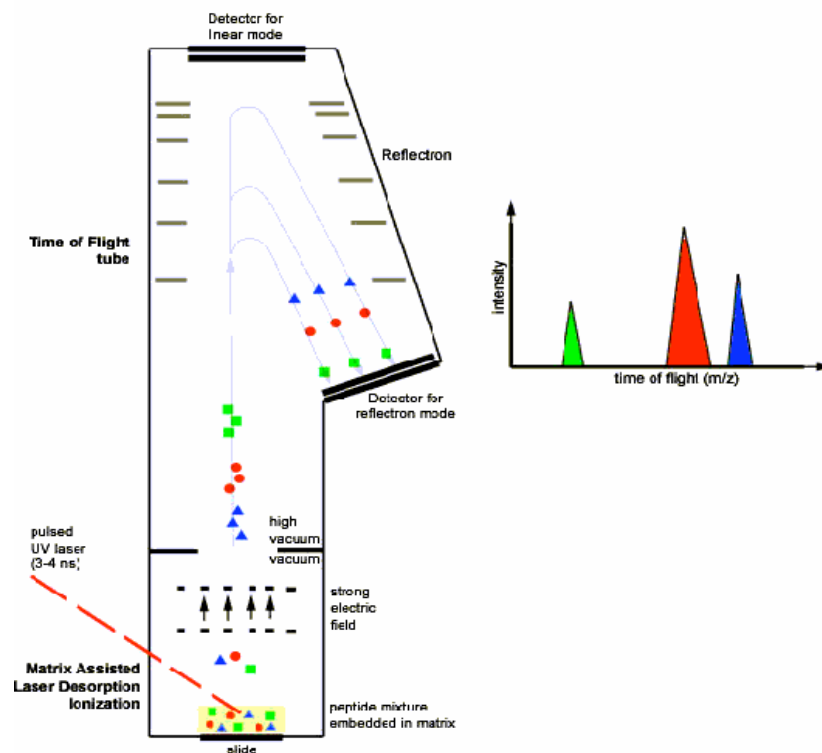 Detector for
linear mode
Reflectron
Time of Flight
tube
intensity
time of flight (m/z)
Detector for
reflectron mode
pulsed
UV laser
(3-4 ns)
high
vacuum
vacuum
strong
electric
field
Matrix Assisted
Laser Desorption
Ionization
peptide mixture
embedded in matrix
slide